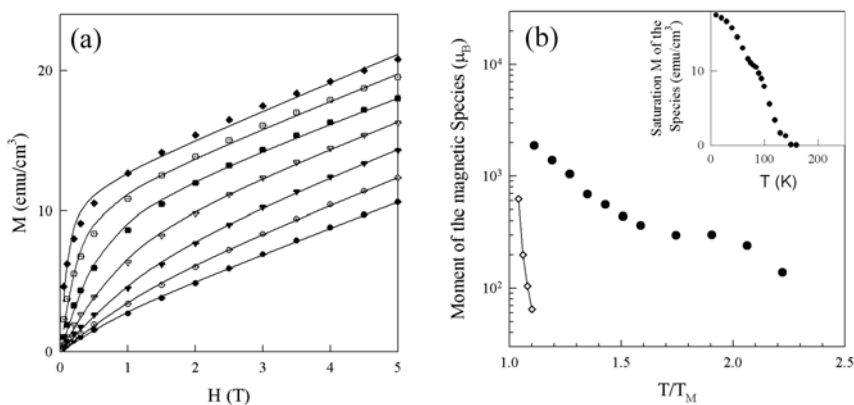 (a)
20
10
0
M (emu/cm³)
0 1 2 3 4 5
H (T)
(b)
10⁴
10³
10²
Moment of the magnetic Species (μB)
1.0 1.5 2.0 2.5
T/TM
Saturation M of the
Species (emu/cm³)
10
0
0 100 200
T (K)